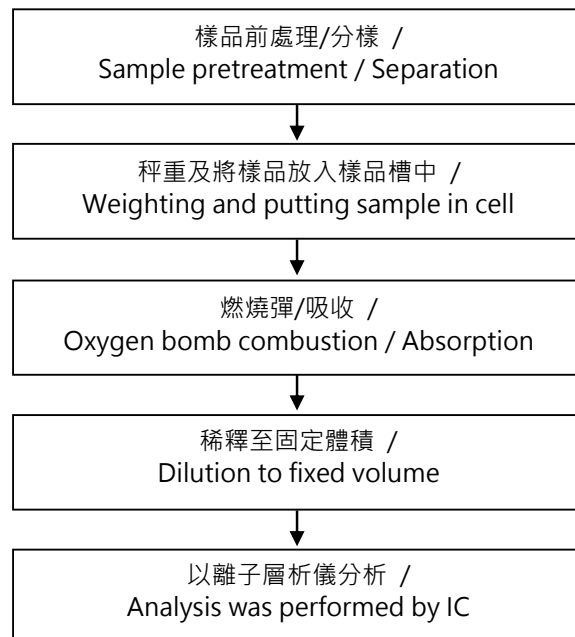 樣品前處理/分樣 /
Sample pretreatment / Separation
秤重及將樣品放入樣品槽中 /
Weighting and putting sample in cell
燃燒彈/吸收 /
Oxygen bomb combustion / Absorption
稀釋至固定體積 /
Dilution to fixed volume
以離子層析儀分析 /
Analysis was performed by IC